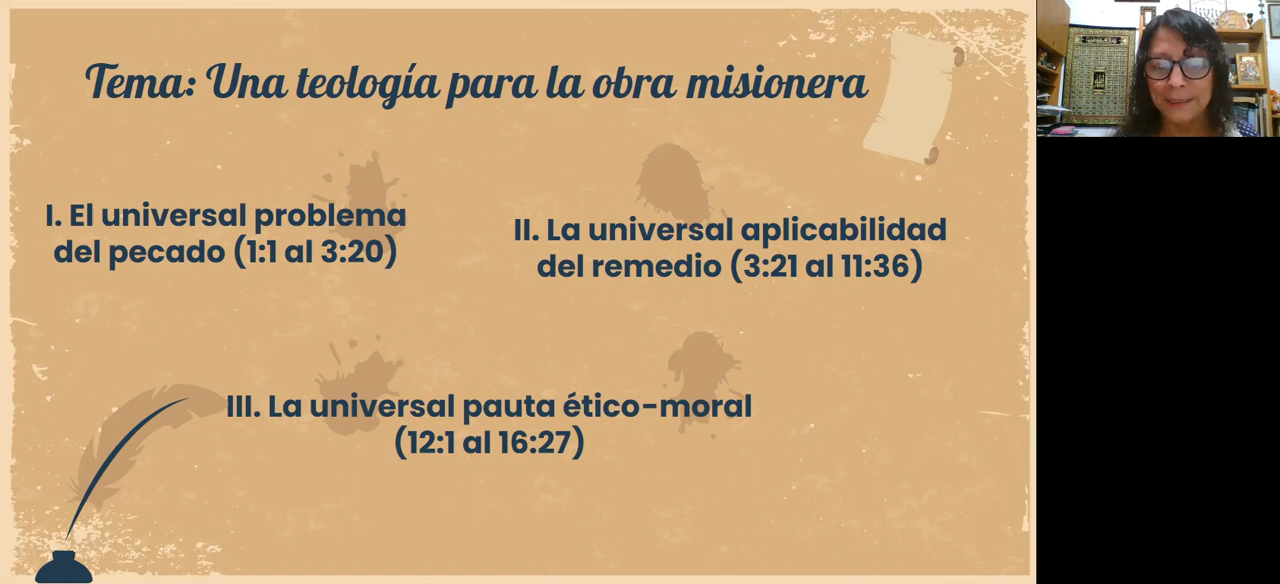 Tema: Una teología para la obra misionera
I. El universal problema
del pecado (1:1 al 3:20)
II. La universal aplicabilidad
del remedio (3:21 al 11:36)
III. La universal pauta ético-moral
(12:1 al 16:27)